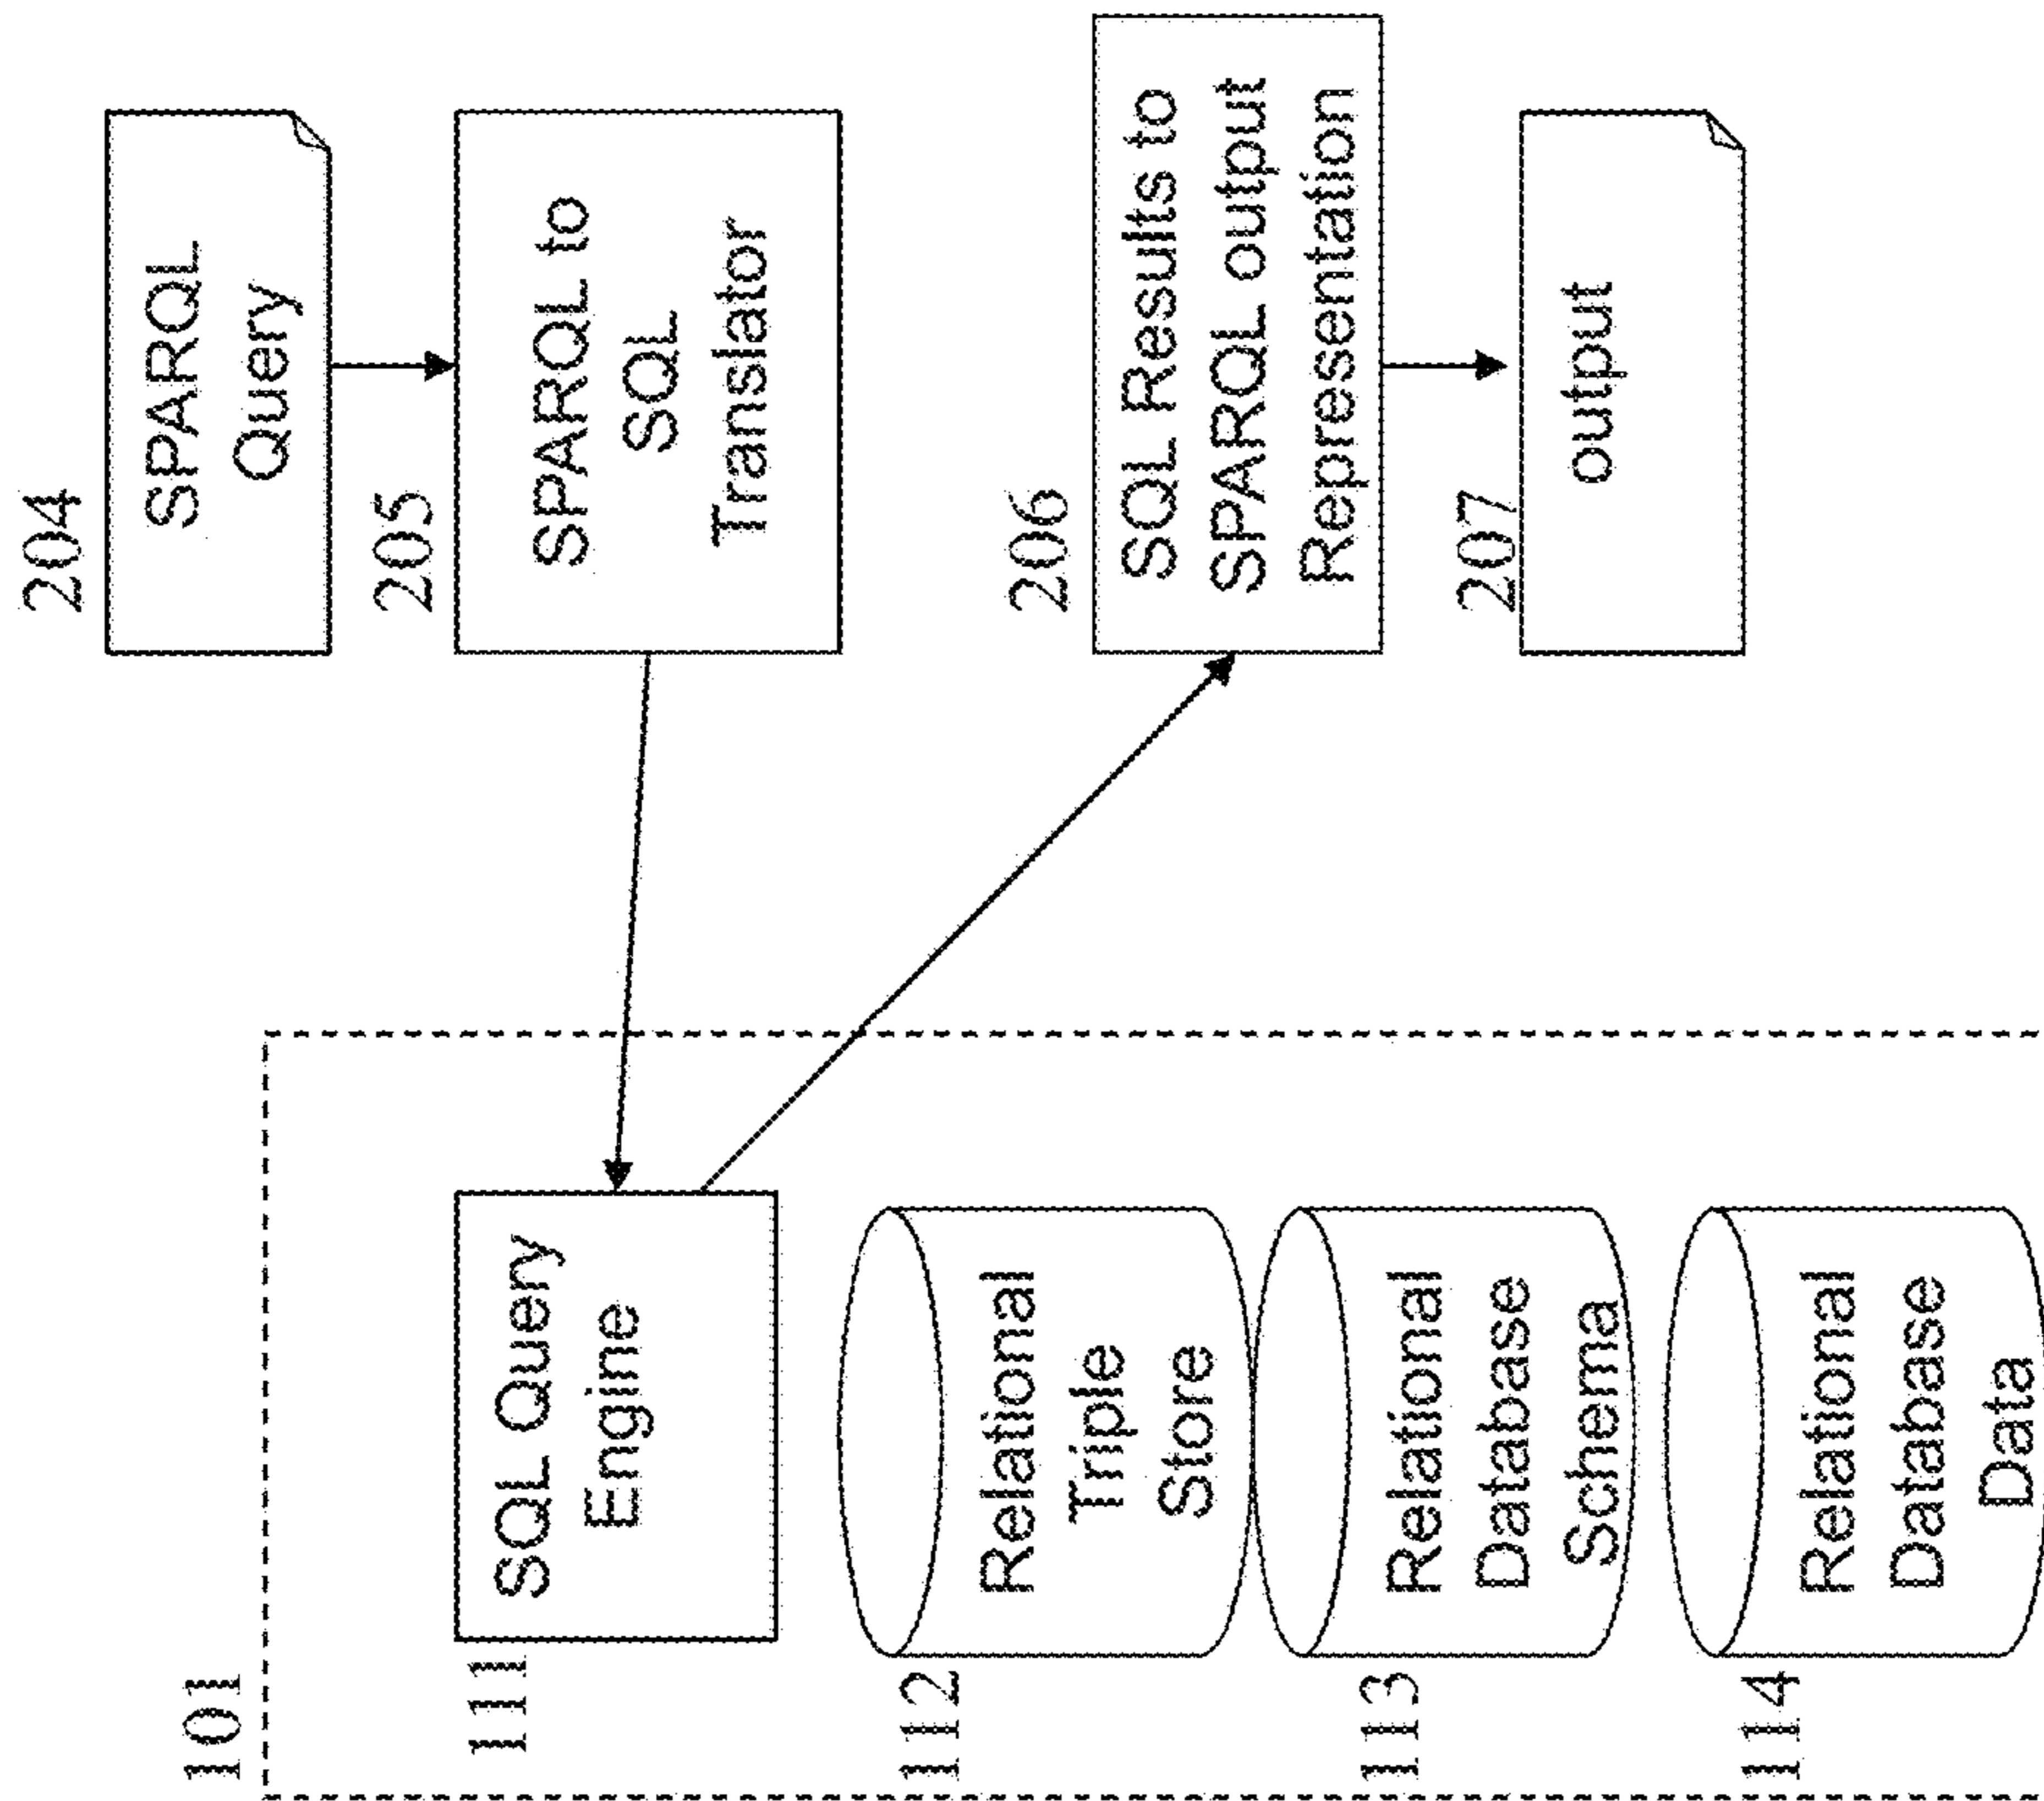 101
111
SQL Query
Engine
112
Relational
Triple
Store
113
Relational
Database
Schema
114
Relational
Database
Data
204
SPARQL
Query
205
SPARQL to
SQL
Translator
206
SQL Results to
SPARQL output
Representation
207
output